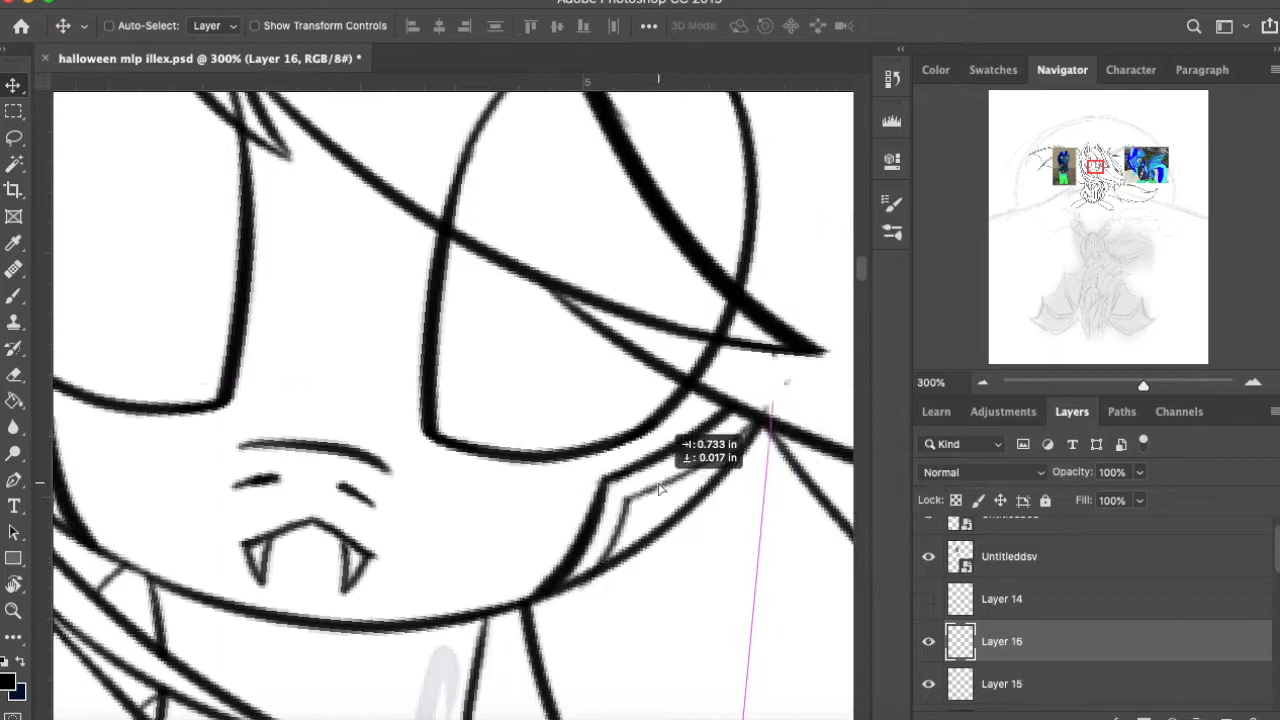 Adobe Photoshop CC 2019
Auto-Select: Layer Show Transform Controls 3D Mode:
halloween mlp illex.psd @ 300% (Layer 16, RGB/8#) *
5
Color Swatches Navigator Character Paragraph
300%
Learn Adjustments Layers Paths Channels
Kind
Normal Opacity: 100%
Lock: Fill: 100%
Untitleddsv
Layer 14
Layer 16
Layer 15
: 0.733 in
: 0.017 in